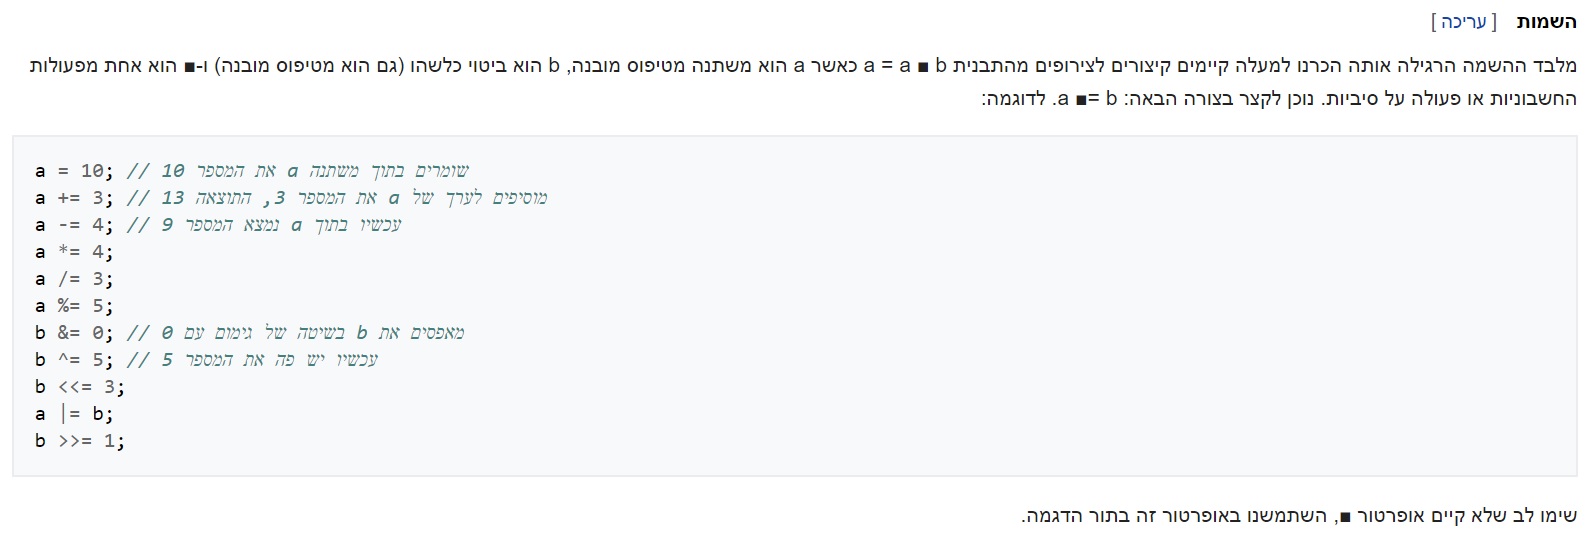 השמות [ עריכה ]
מלבד ההשמה הרגילה אותה הכרנו למעלה קיימים קיצורים לצירופים מהתבנית a = a ■ b כאשר a הוא משתנה מטיפוס מובנה, b הוא ביטוי כלשהו (גם הוא מטיפוס מובנה) ו-■ הוא אחת מפעולות
החשבוניות או פעולה על סיביות. נוכן לקצר בצורה הבאה: a ■= b. לדוגמה:
a = 10; // שומרים בתוך משתנה a את המספר 10
a += 3; // מוסיפים לערך של a את המספר 3, התוצאה 13
a -= 4; // עכשיו בתוך a נמצא המספר 9
a *= 4;
a /= 3;
a %= 5;
b &= 0; // מאפסים את b בשיטה של גימום עם 0
b ^= 5; // עכשיו יש פה את המספר 5
b <<= 3;
a |= b;
b >>= 1;
שימו לב שלא קיים אופרטור ■, השתמשנו באופרטור זה בתור הדגמה.